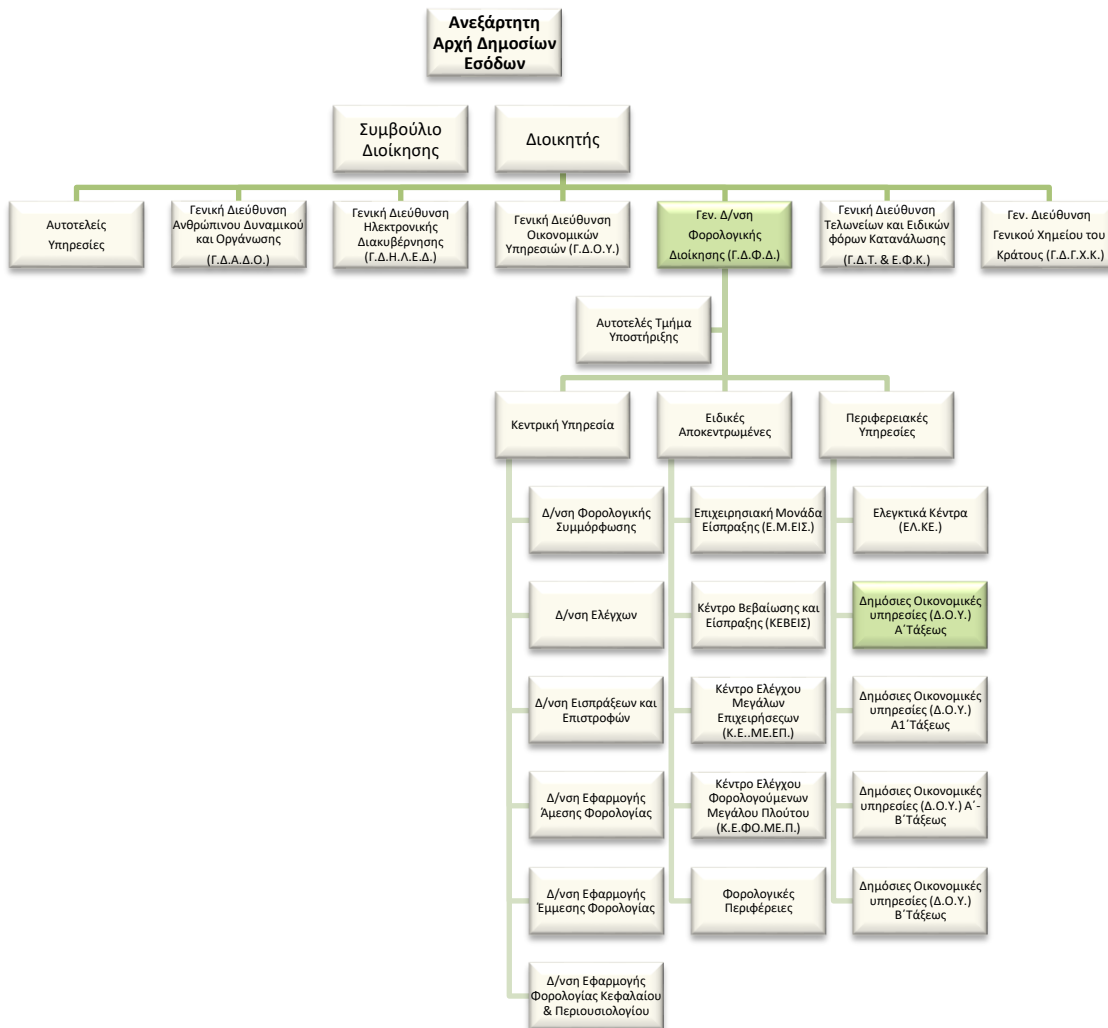 Ανεξάρτητη
Αρχή Δημοσίων
Εσόδων
Συμβούλιο
Διοίκησης
Διοικητής
Αυτοτελείς
Υπηρεσίες
Γενική Διεύθυνση
Ανθρώπινου Δυναμικού
και Οργάνωσης
(Γ.Δ.Α.Δ.Ο.)
Γενική Διεύθυνση
Ηλεκτρονικής
Διακυβέρνησης
(Γ.Δ.Η.Λ.Ε.Δ.)
Γενική Διεύθυνση
Οικονομικών
Υπηρεσιών (Γ.Δ.Ο.Υ.)
Γεν. Δ/νση
Φορολογικής
Διοίκησης (Γ.Δ.Φ.Δ.)
Γενική Διεύθυνση
Τελωνείων και Ειδικών
φόρων Κατανάλωσης
(Γ.Δ.Τ. & Ε.Φ.Κ.)
Γεν. Διεύθυνση
Γενικού Χημείου του
Κράτους (Γ.Δ.Γ.Χ.Κ.)
Αυτοτελές Τμήμα
Υποστήριξης
Κεντρική Υπηρεσία
Ειδικές
Αποκεντρωμένες
Περιφερειακές
Υπηρεσίες
Δ/νση Φορολογικής
Συμμόρφωσης
Επιχειρησιακή Μονάδα
Είσπραξης (Ε.Μ.ΕΙΣ.)
Ελεγκτικά Κέντρα
(ΕΛ.ΚΕ.)
Δ/νση Ελέγχων
Κέντρο Βεβαίωσης και
Είσπραξης (ΚΕΒΕΙΣ)
Δημόσιες Οικονομικές
υπηρεσίες (Δ.Ο.Υ.)
Α΄Τάξεως
Δ/νση Εισπράξεων και
Επιστροφών
Κέντρο Ελέγχου
Μεγάλων
Επιχειρήσεςων
(Κ.Ε..ΜΕ.ΕΠ.)
Δημόσιες Οικονομικές
υπηρεσίες (Δ.Ο.Υ.)
Α1΄Τάξεως
Δ/νση Εφαρμογής
Άμεσης Φορολογίας
Κέντρο Ελέγχου
Φορολογούμενων
Μεγάλου Πλούτου
(Κ.Ε.ΦΟ.ΜΕ.Π.)
Δημόσιες Οικονομικές
υπηρεσίες (Δ.Ο.Υ.) Α΄-
Β΄Τάξεως
Δ/νση Εφαρμογής
Έμμεσης Φορολογίας
Φορολογικές
Περιφέρειες
Δημόσιες Οικονομικές
υπηρεσίες (Δ.Ο.Υ.)
Β΄Τάξεως
Δ/νση Εφαρμογής
Φορολογίας Κεφαλαίου
& Περιουσιολογίου